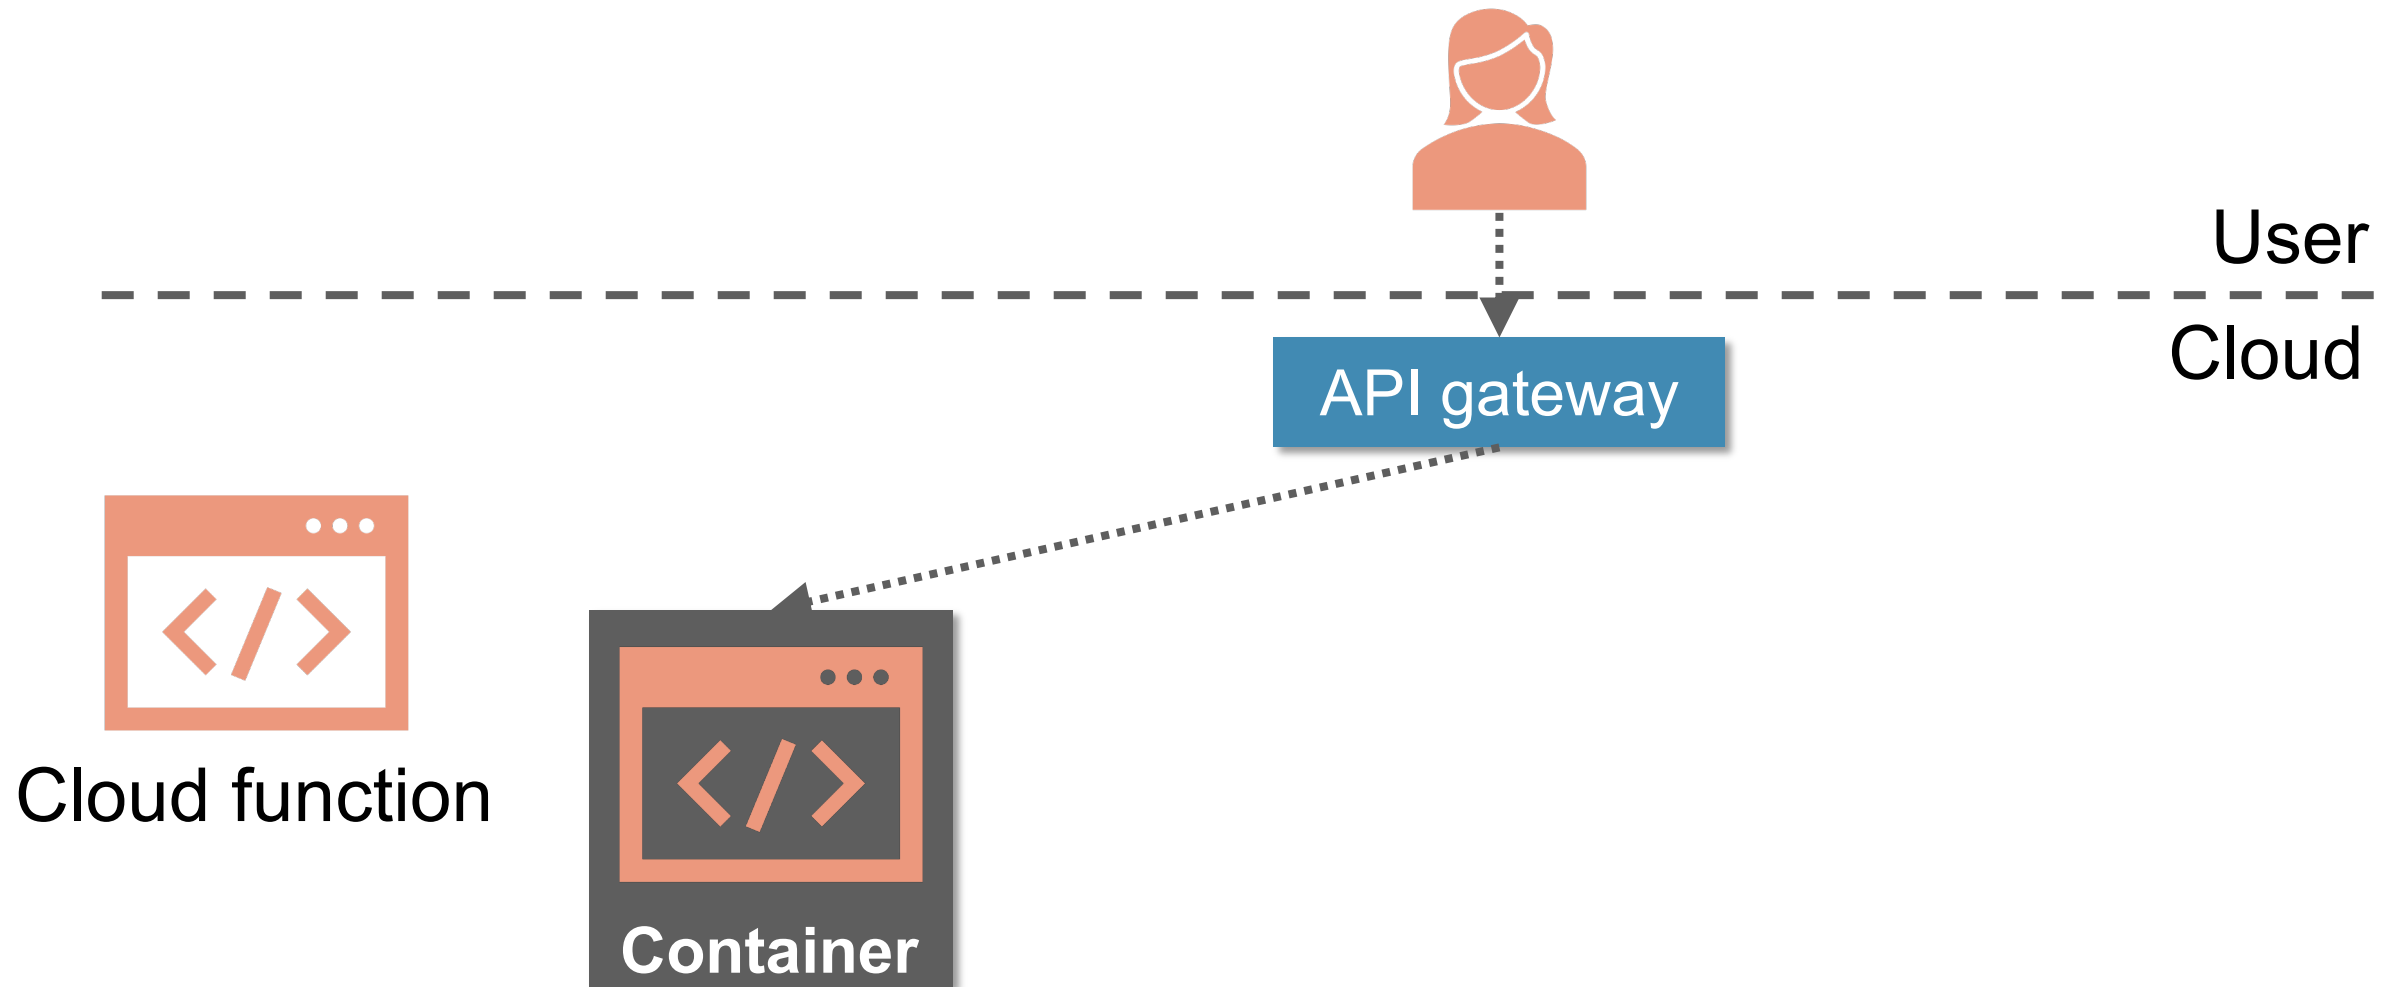 User
Cloud
API gateway
Cloud function
Container